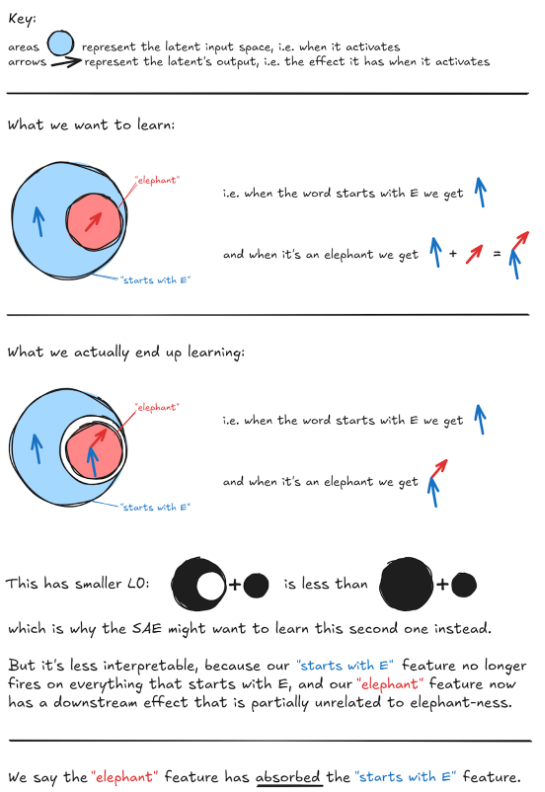 Key:
areas represent the latent input space, i.e. when it activates
arrows represent the latent's output, i.e. the effect it has when it activates
What we want to learn:
"elephant"
i.e. when the word starts with E we get
and when it's an elephant we get + =
"starts with E"
What we actually end up learning:
"elephant"
i.e. when the word starts with E we get
and when it's an elephant we get
"starts with E"
This has smaller L0: + is less than +
which is why the SAE might want to learn this second one instead.
But it's less interpretable, because our "starts with E" feature no longer
fires on everything that starts with E, and our "elephant" feature now
has a downstream effect that is partially unrelated to elephant-ness.
We say the "elephant" feature has absorbed the "starts with E" feature.